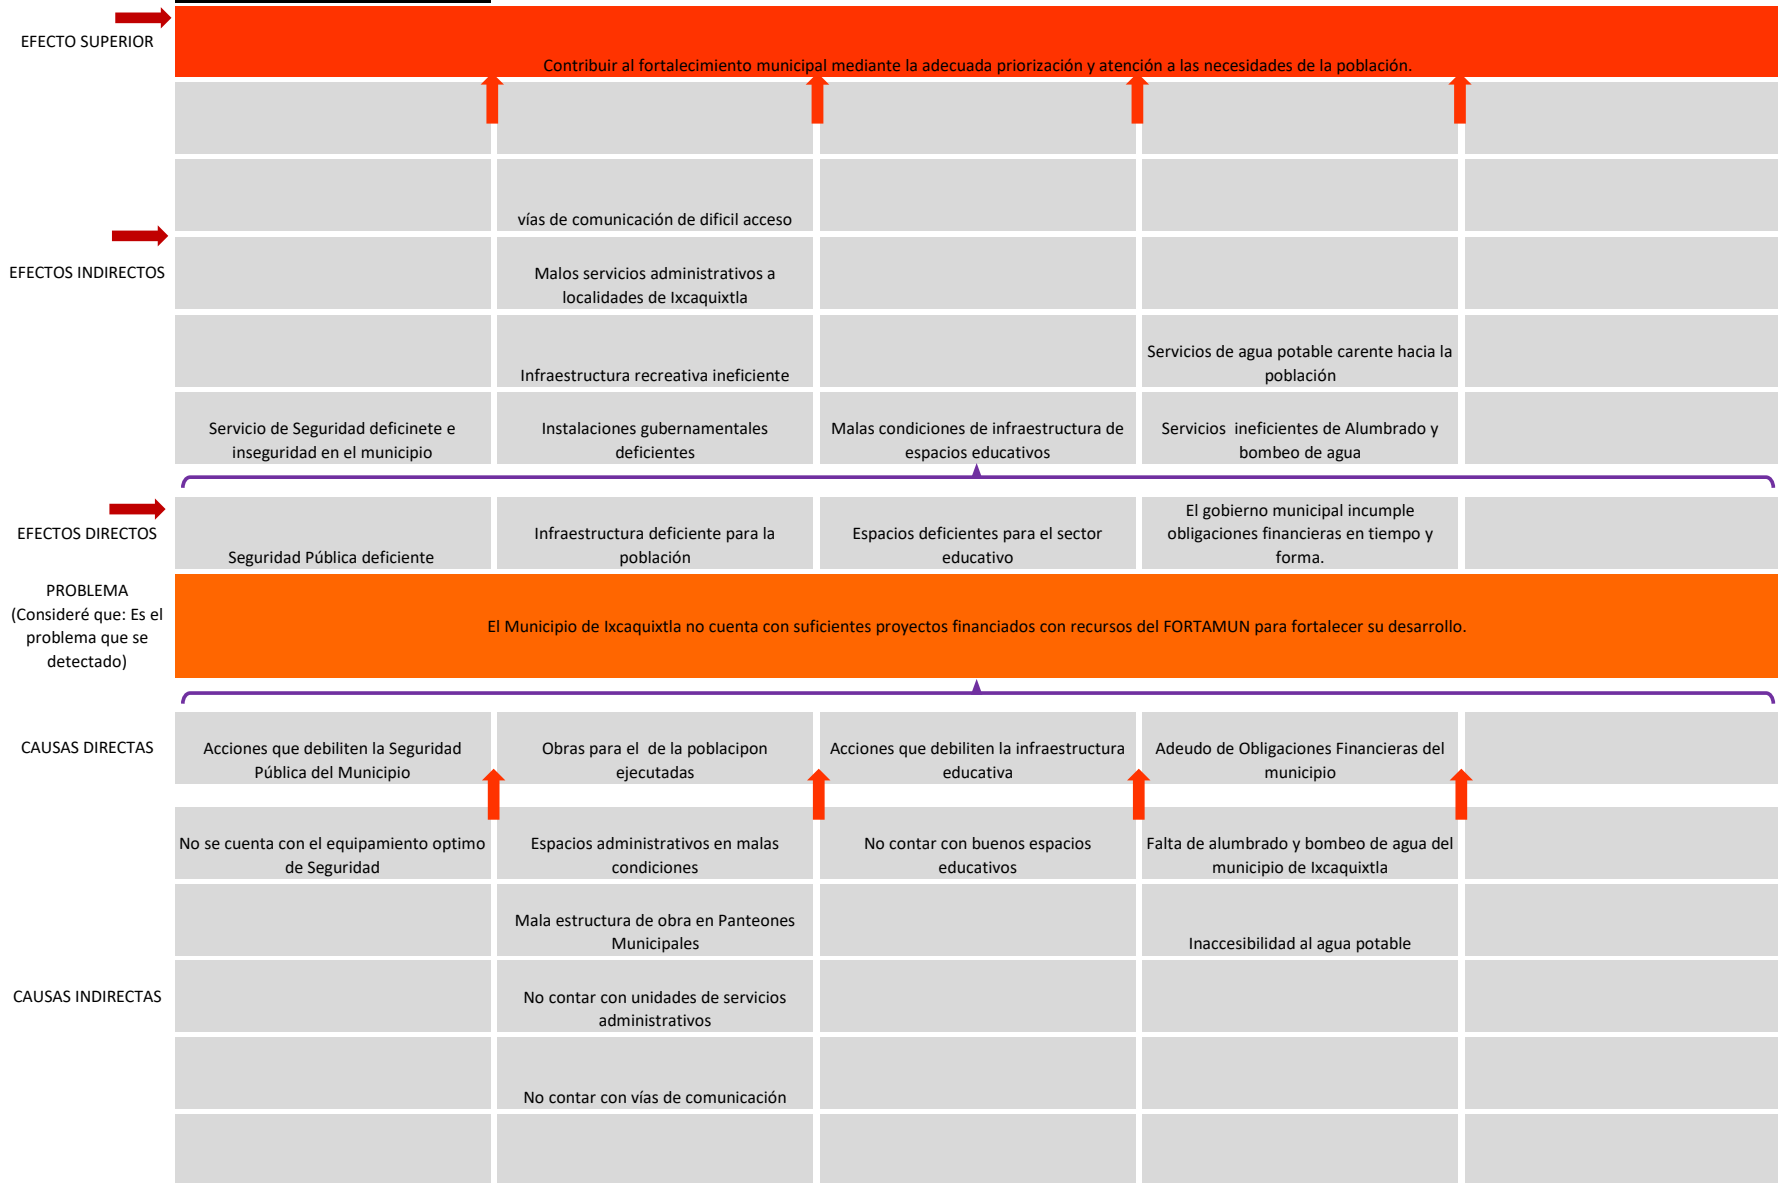 EFECTO SUPERIOR
Contribuir al fortalecimiento municipal mediante la adecuada priorización y atención a las necesidades de la población.
vías de comunicación de dificil acceso
EFECTOS INDIRECTOS
Malos servicios administrativos a
localidades de Ixcaquixtla
Infraestructura recreativa ineficiente
Servicios de agua potable carente hacia la
población
Servicio de Seguridad deficinete e
inseguridad en el municipio
Instalaciones gubernamentales
deficientes
Malas condiciones de infraestructura de
espacios educativos
Servicios  ineficientes de Alumbrado y
bombeo de agua
EFECTOS DIRECTOS
Seguridad Pública deficiente
Infraestructura deficiente para la
población
Espacios deficientes para el sector
educativo
El gobierno municipal incumple
obligaciones financieras en tiempo y
forma.
PROBLEMA
(Consideré que: Es el
problema que se
detectado)
El Municipio de Ixcaquixtla no cuenta con suficientes proyectos financiados con recursos del FORTAMUN para fortalecer su desarrollo.
CAUSAS DIRECTAS
Acciones que debiliten la Seguridad
Pública del Municipio
Obras para el  de la poblacipon
ejecutadas
Acciones que debiliten la infraestructura
educativa
Adeudo de Obligaciones Financieras del
municipio
No se cuenta con el equipamiento optimo
de Seguridad
Espacios administrativos en malas
condiciones
No contar con buenos espacios
educativos
Falta de alumbrado y bombeo de agua del
municipio de Ixcaquixtla
Mala estructura de obra en Panteones
Municipales
Inaccesibilidad al agua potable
CAUSAS INDIRECTAS
No contar con unidades de servicios
administrativos
No contar con vías de comunicación